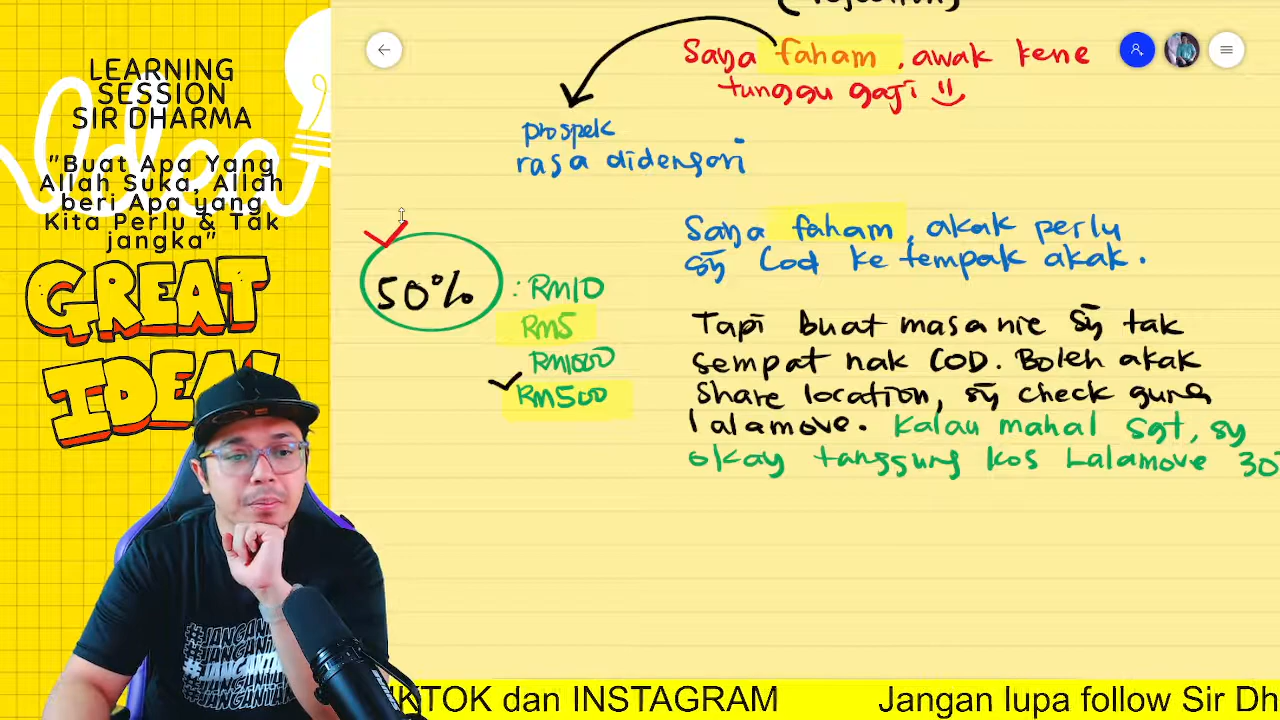 LEARNING
SESSION
SIR DHARMA
"Buat Apa Yang
Allah Suka, Allah
beri Apa yang
Kita Perlu & Tak
jangka"
GREAT
IDEA
Saya faham, awak kene
tunggu gaji
prospek
rasa didengari
50% : RM10
RM5
RM1000
RM500
Saya faham, akak perlu
sy Cod ke tempak akak.
Tapi buat masa nie sy tak
sempat nak COD. Boleh akak
share location, sy check guna
lalamove. Kalau mahal sgt, sy
okay tanggung kos Lalamove
#JANGANTA
KTOK dan INSTAGRAM Jangan lupa follow Sir Dh